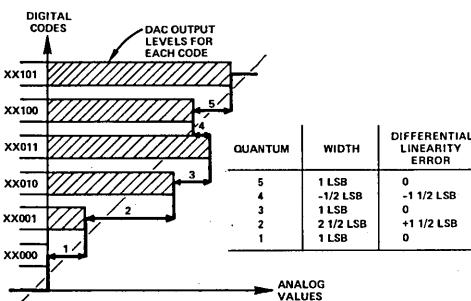 DIGITAL
CODES
DAC OUTPUT
LEVELS FOR
EACH CODE
XX101
XX100
XX011
XX010
XX001
XX000
5
4
3
2
1
ANALOG
VALUES
QUANTUM WIDTH DIFFERENTIAL LINEARITY ERROR
5 1 LSB 0
4 -1/2 LSB -1 1/2 LSB
3 1 LSB 0
2 2 1/2 LSB +1 1/2 LSB
1 1 LSB 0